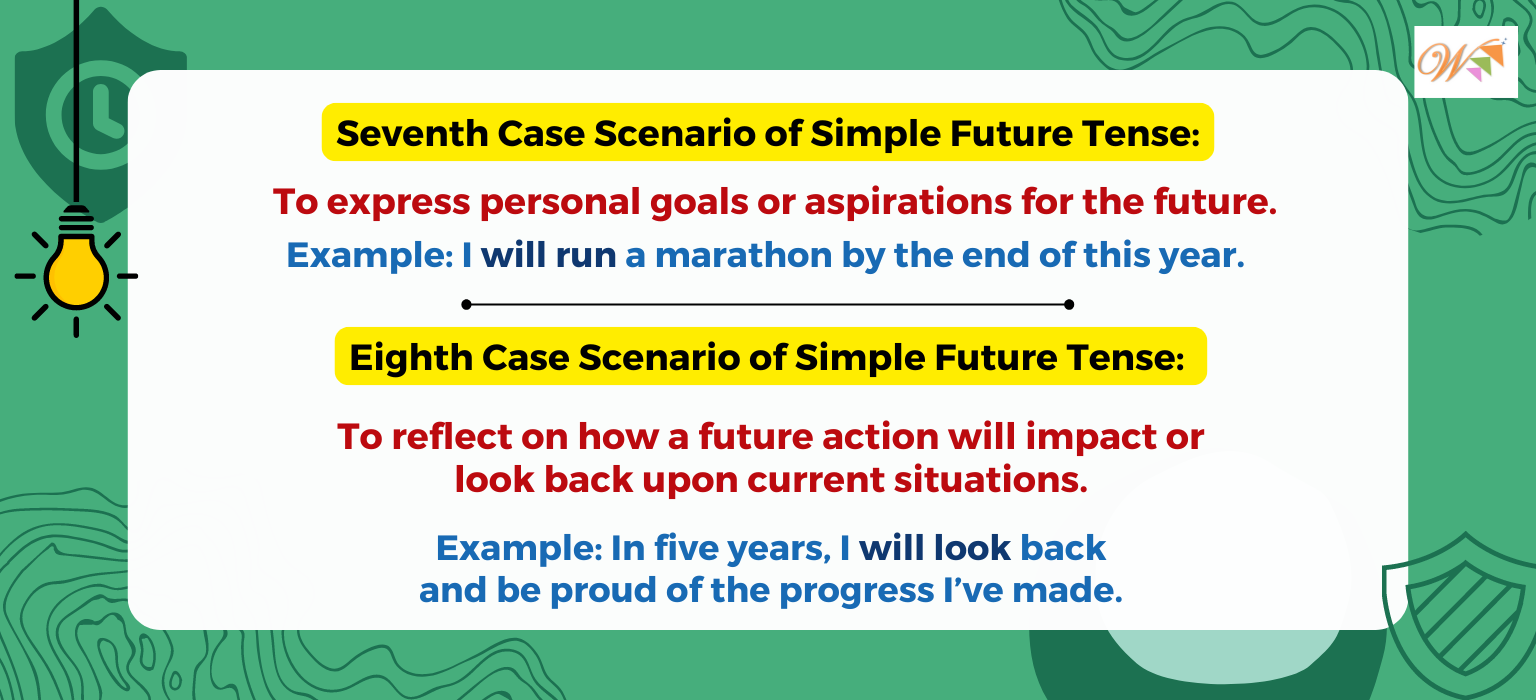 W
Seventh Case Scenario of Simple Future Tense:
To express personal goals or aspirations for the future.
Example: I will run a marathon by the end of this year.
Eighth Case Scenario of Simple Future Tense:
To reflect on how a future action will impact or
look back upon current situations.
Example: In five years, I will look back
and be proud of the progress I’ve made.